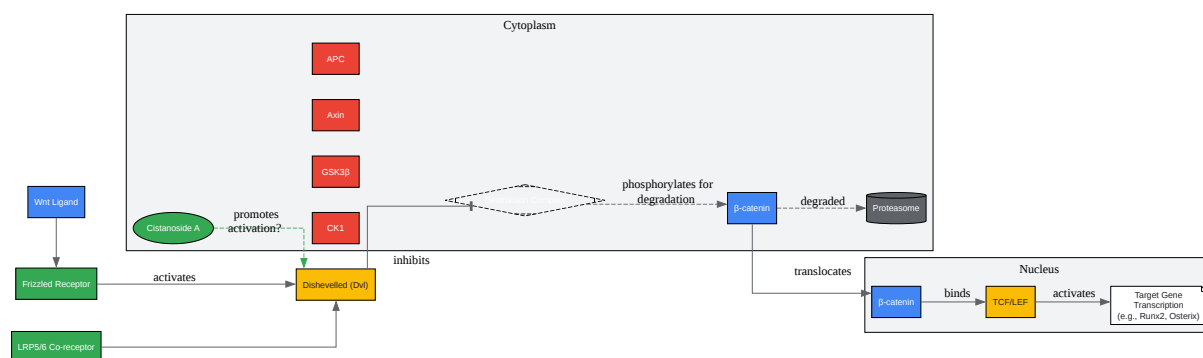 Cytoplasm
APC
Axin
GSK3β
CK1
Wnt Ligand
Cistanoside A
promotes
activation?
Frizzled Receptor
activates
Dishevelled (Dvl)
LRP5/6 Co-receptor
inhibits
phosphorylates for
degradation
β-catenin
degraded
Proteasome
translocates
Nucleus
β-catenin
binds
TCF/LEF
activates
Target Gene
Transcription
(e.g., Runx2, Osterix)